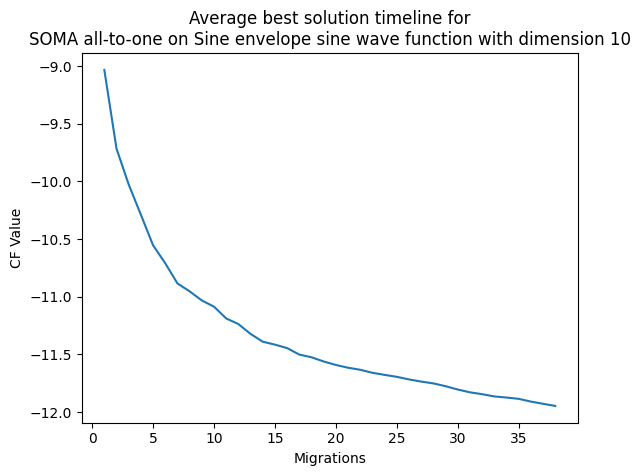 Average best solution timeline for
SOMA all-to-one on Sine envelope sine wave function with dimension 10
−9.0
−9.5
−10.0
−10.5
−11.0
−11.5
−12.0
CF Value
0 5 10 15 20 25 30 35
Migrations